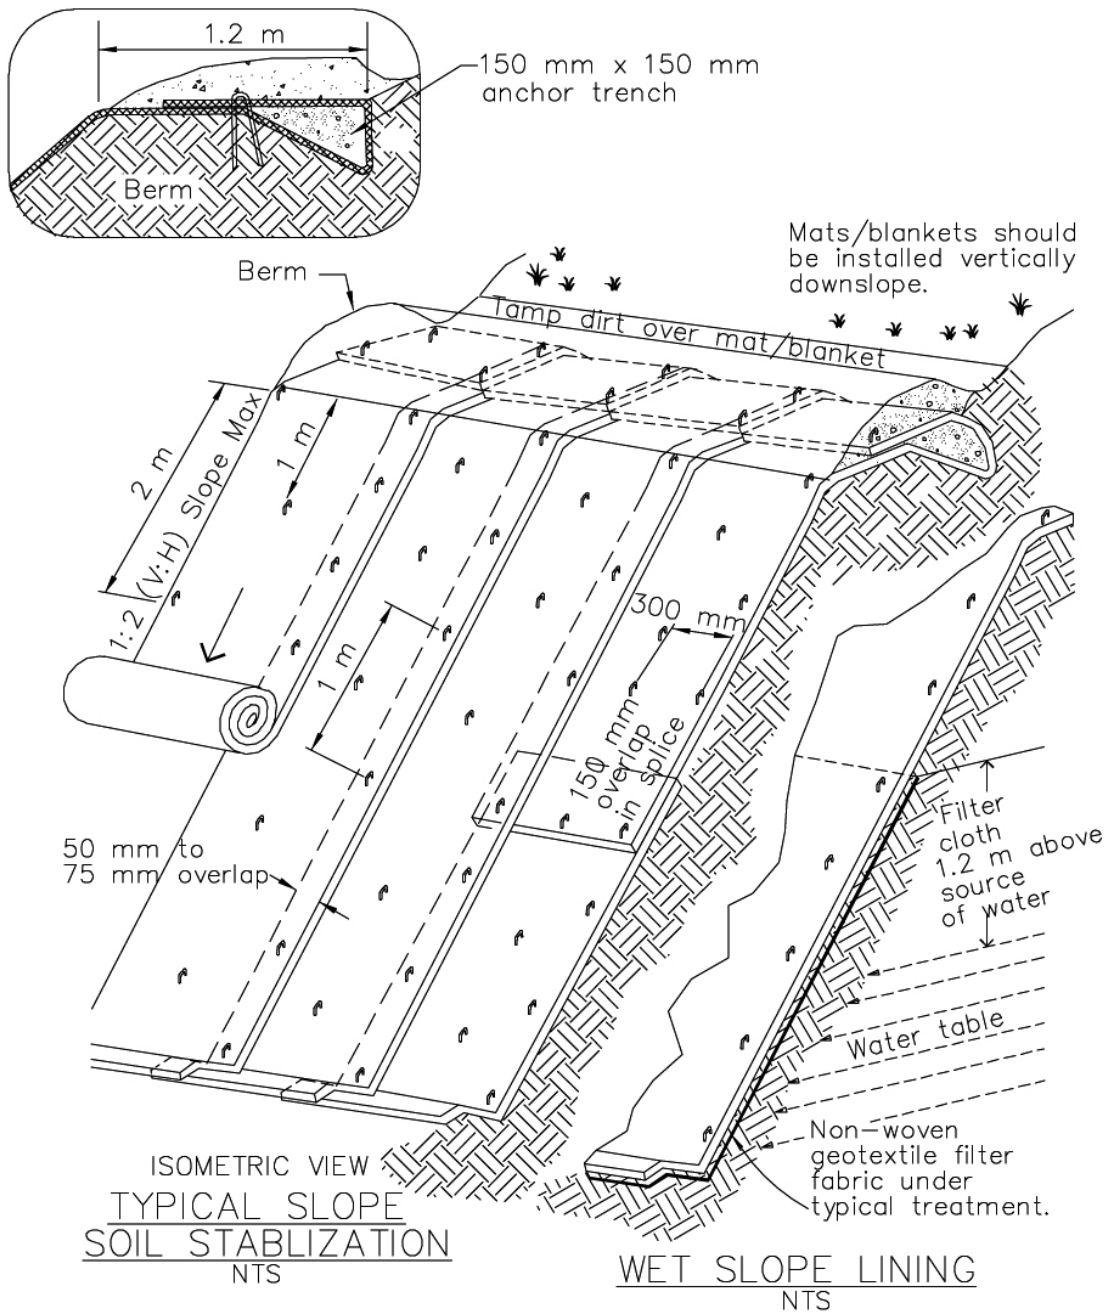 1.2 m
150 mm x 150 mm
anchor trench
Berm
Mats/blankets should
be installed vertically
downslope.
Berm
Tamp dirt over mat/blanket
2 m
1:2 (V:H) Slope Max
1 m
300 mm
1 m
150 mm
overlap
in splice
50 mm to
75 mm overlap
Filter
cloth
1.2 m above
source
of water
Water table
Non-woven
geotextile filter
fabric under
typical treatment.
ISOMETRIC VIEW
TYPICAL SLOPE
SOIL STABLIZATION
NTS
WET SLOPE LINING
NTS